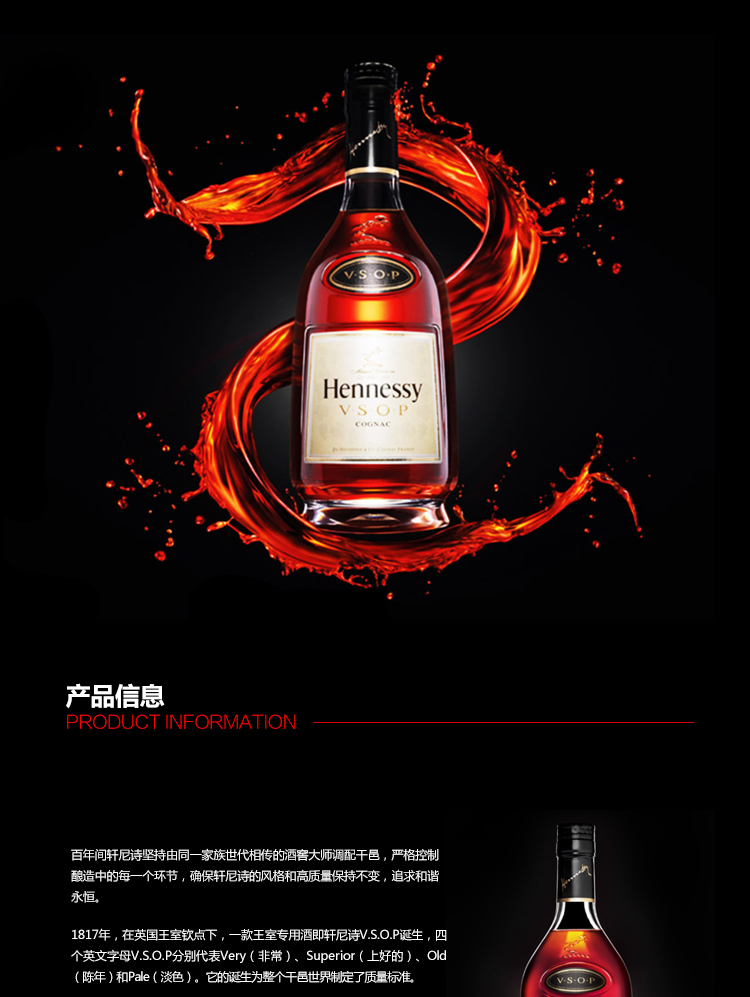 V·S·O·P
Hennessy
V·S·O·P
COGNAC
产品信息
PRODUCT INFORMATION
百年间轩尼诗坚持由同一家族世代相传的酒窖大师调配干邑，严格控制
酿造中的每一个环节，确保轩尼诗的风格和高质量保持不变，追求和谐
永恒。
1817年，在英国王室钦点下，一款王室专用酒即轩尼诗V.S.O.P诞生，四
个英文字母V.S.O.P分别代表Very（非常）、Superior（上好的）、Old
（陈年）和Pale（淡色）。它的诞生为整个干邑世界制定了质量标准。
V·S·O·P